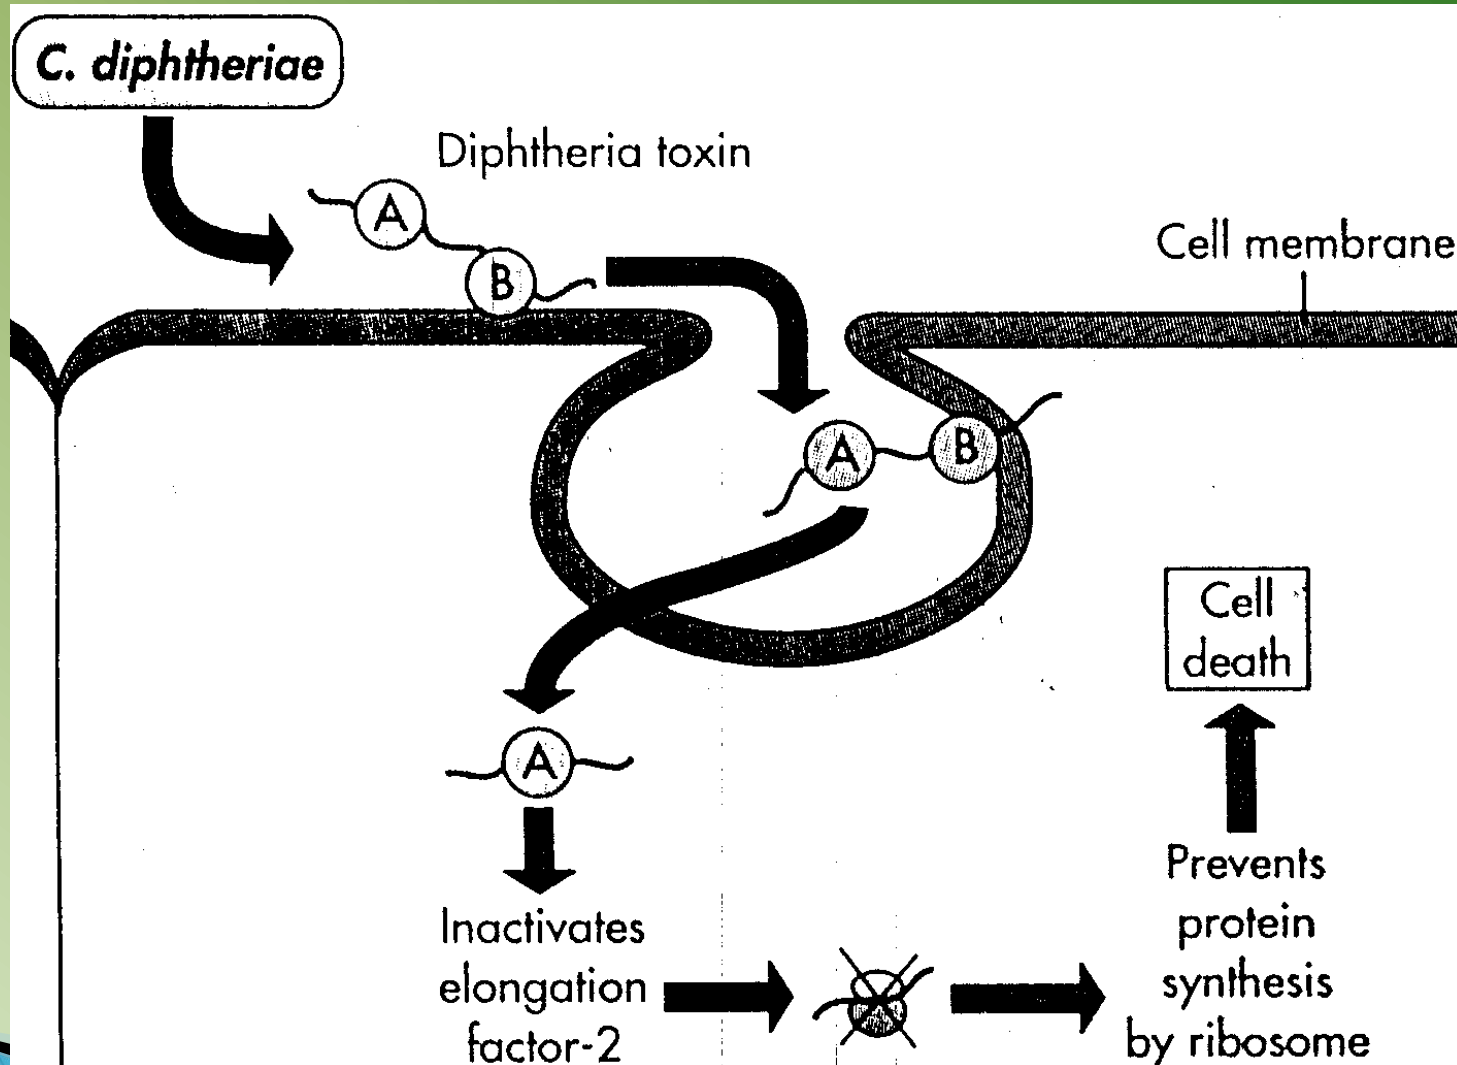 C. diphtheriae
Diphtheria toxin
A
B
Cell membrane
A
B
Cell
death
A
Inactivates
elongation
factor-2
Prevents
protein
synthesis
by ribosome